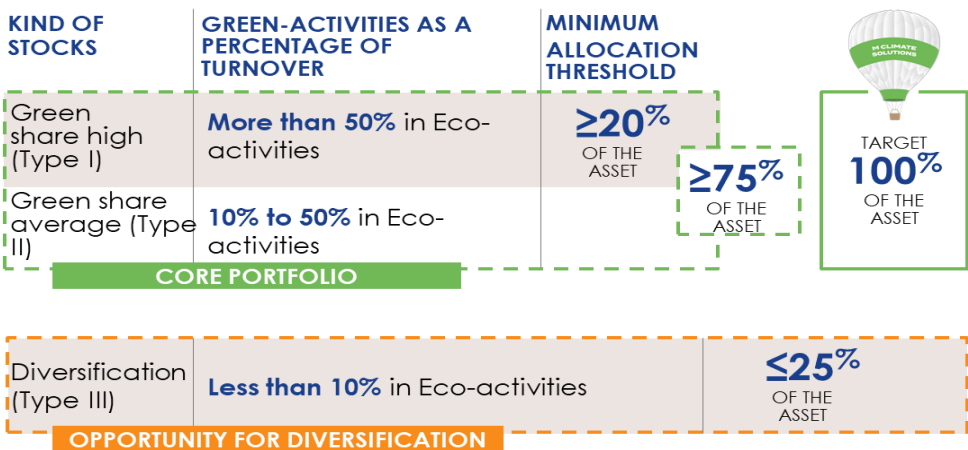 KIND OF
STOCKS
GREEN-ACTIVITIES AS A
PERCENTAGE OF
TURNOVER
MINIMUM
ALLOCATION
THRESHOLD
M CLIMATE
SOLUTIONS
Green
share high
(Type I)
More than 50% in Eco-
activities
≥20%
OF THE
ASSET
Green share
average (Type
II)
10% to 50% in Eco-
activities
≥75%
OF THE
ASSET
TARGET
100%
OF THE
ASSET
CORE PORTFOLIO
Diversification
(Type III)
Less than 10% in Eco-activities
≤25%
OF THE
ASSET
OPPORTUNITY FOR DIVERSIFICATION